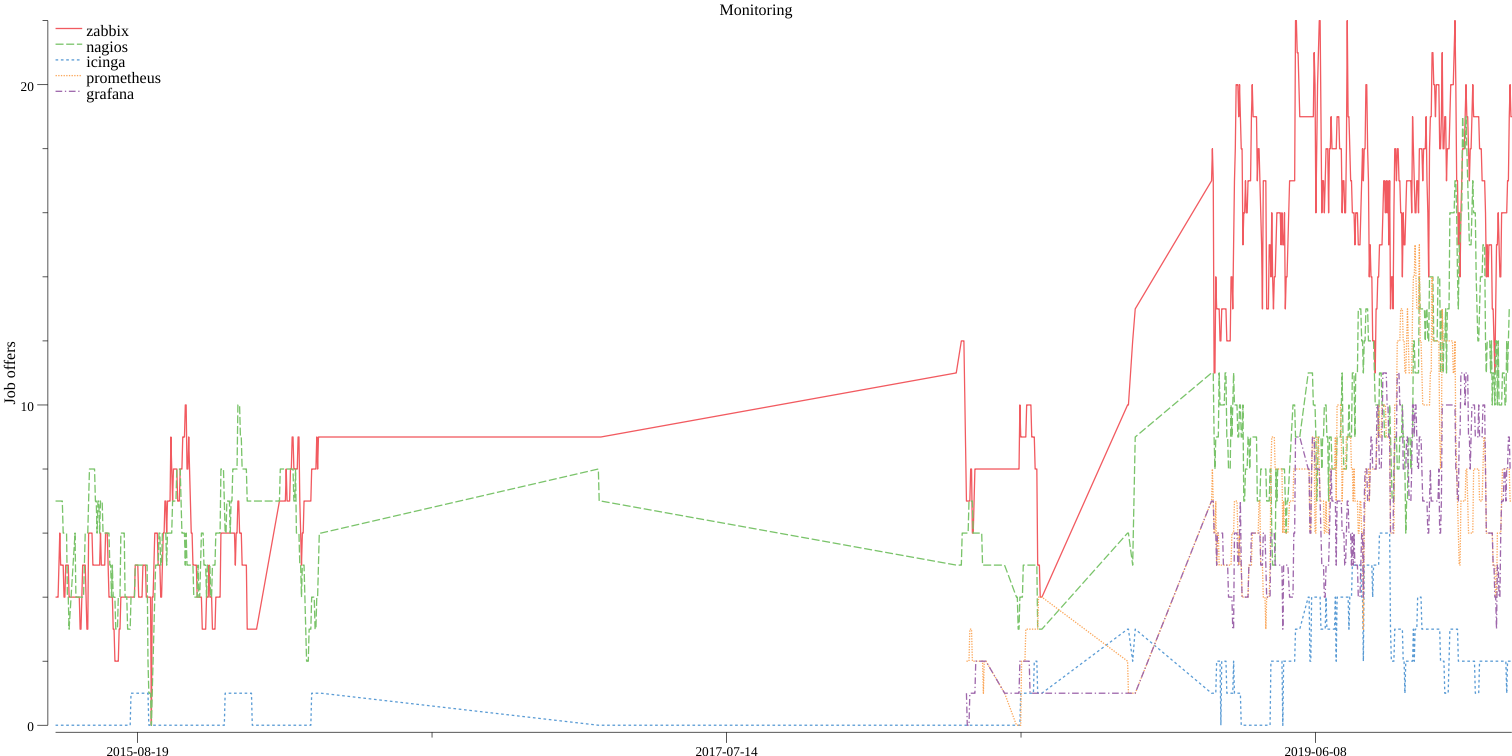 Monitoring
zabbix
nagios
icinga
prometheus
grafana
20
10
0
Job offers
2015-08-19
2017-07-14
2019-06-08